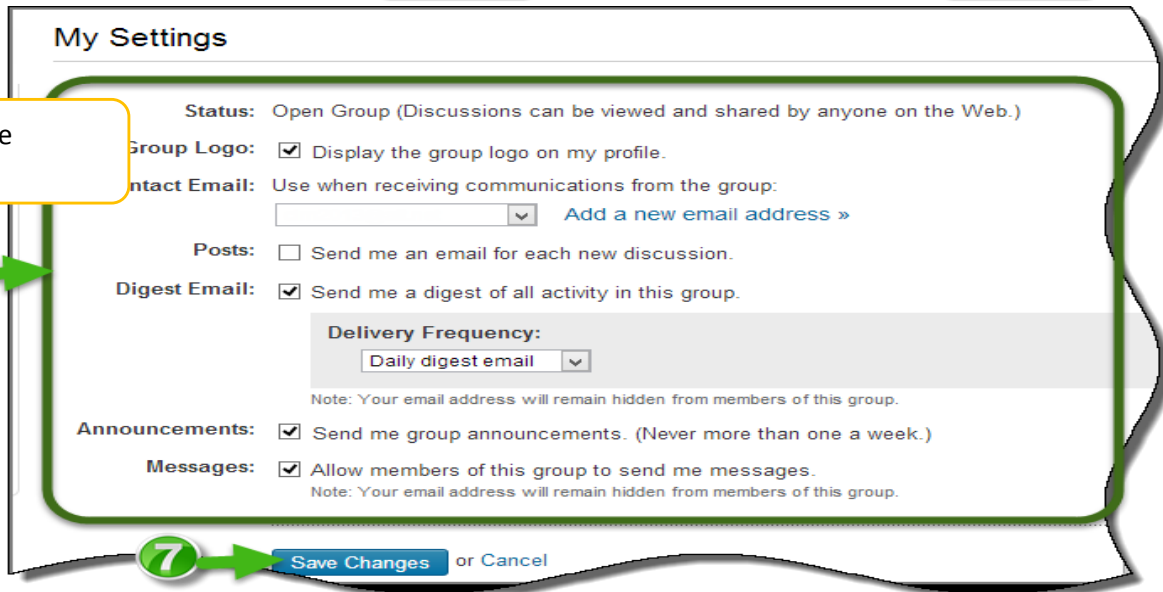 My Settings
Status: Open Group (Discussions can be viewed and shared by anyone on the Web.)
e
Group Logo: Display the group logo on my profile.
ntact Email: Use when receiving communications from the group:
Add a new email address »
Posts: Send me an email for each new discussion.
Digest Email: Send me a digest of all activity in this group.
Delivery Frequency:
Daily digest email
Note: Your email address will remain hidden from members of this group.
Announcements: Send me group announcements. (Never more than one a week.)
Messages: Allow members of this group to send me messages.
Note: Your email address will remain hidden from members of this group.
7 Save Changes or Cancel